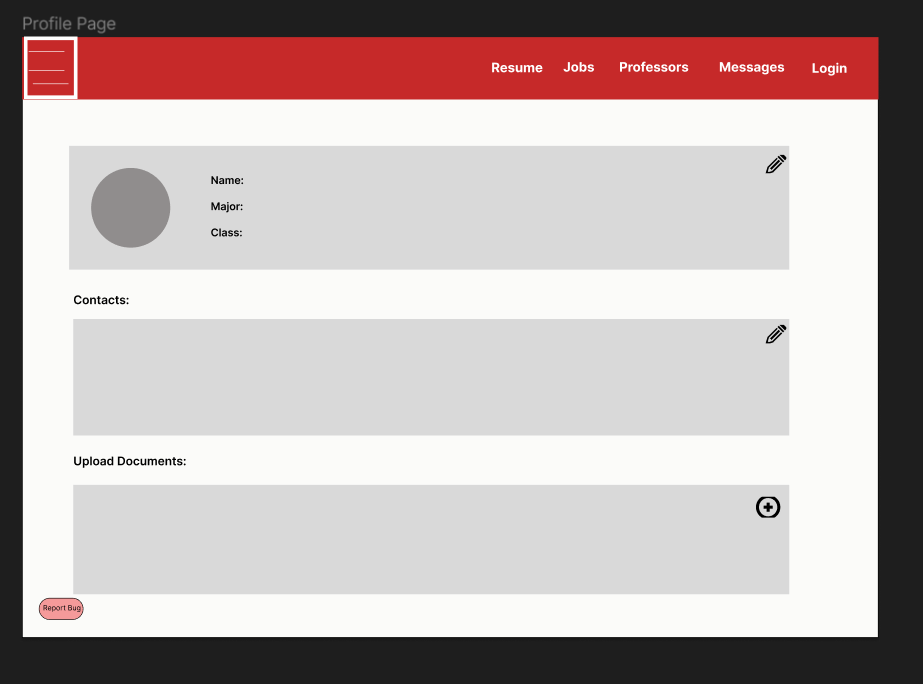 Profile Page
Resume Jobs Professors Messages Login
Name:
Major:
Class:
Contacts:
Upload Documents:
Report Bug